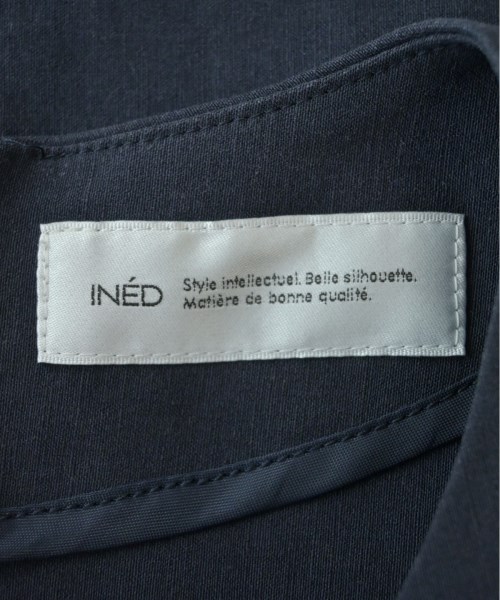 INÉD
Style intellectuel. Belle silhouette.
Matière de bonne qualité.